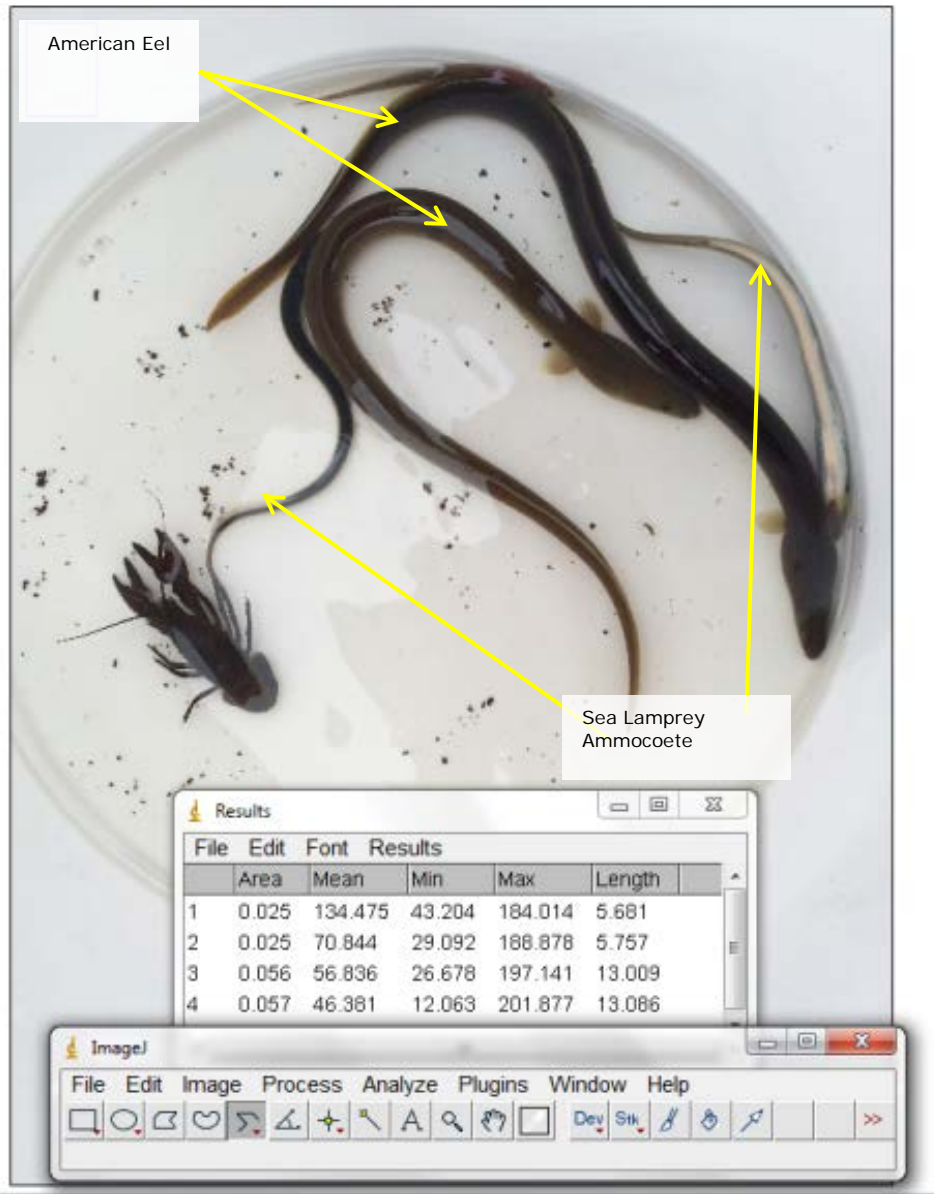 American Eel
Sea Lamprey
Ammocoete
Results
File Edit Font Results
Area Mean Min Max Length
1 0.025 134.475 43.204 184.014 5.681
2 0.025 70.844 29.092 188.878 5.757
3 0.056 56.836 26.678 197.141 13.009
4 0.057 46.381 12.063 201.877 13.086
ImageJ
File Edit Image Process Analyze Plugins Window Help
A Dev Stk >>